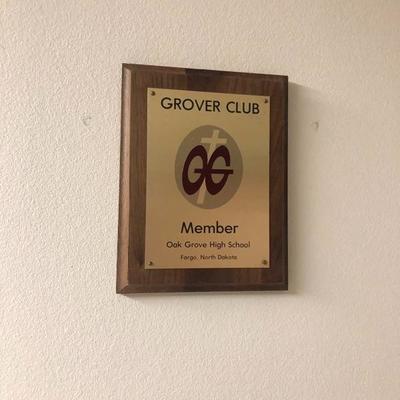 GROVER CLUB
OG
Member
Oak Grove High School
Fargo, North Dakota